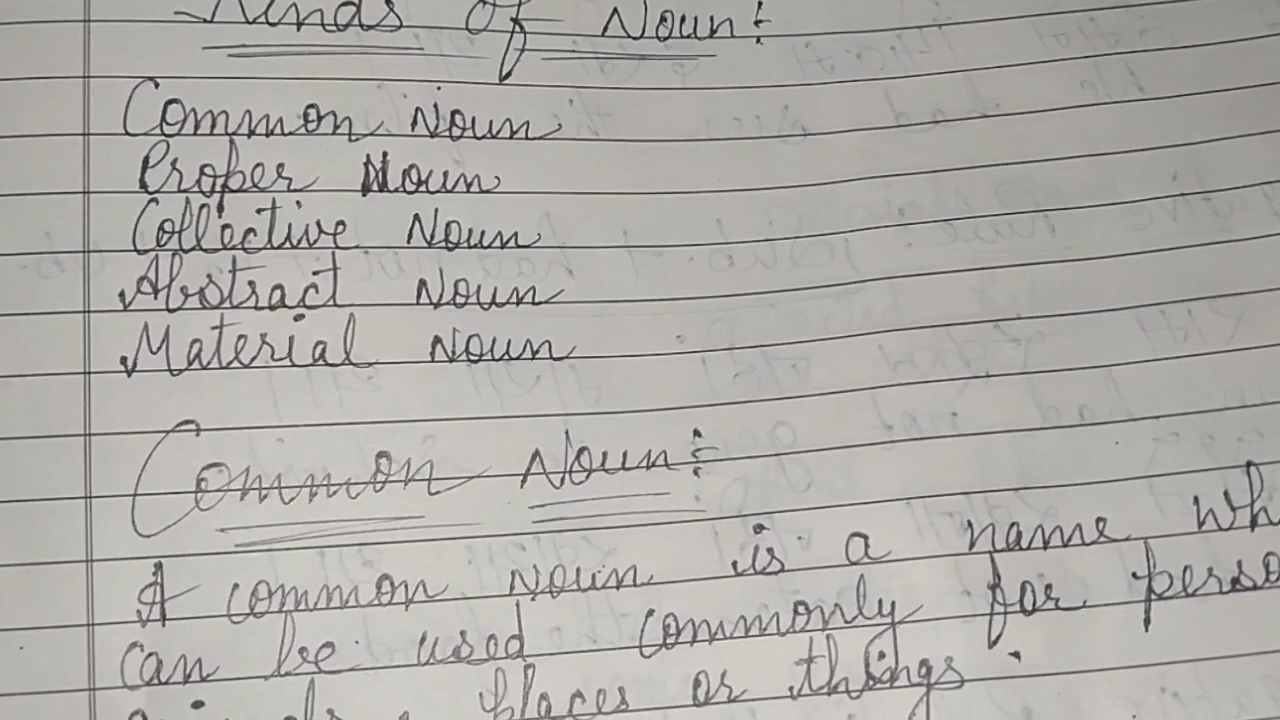 Kinds of Noun:
Common Noun
Proper Noun
Collective Noun
Abstract Noun
Material Noun
Common Noun:
A common Noun is a name wh
can be used commonly for perso
places or things.